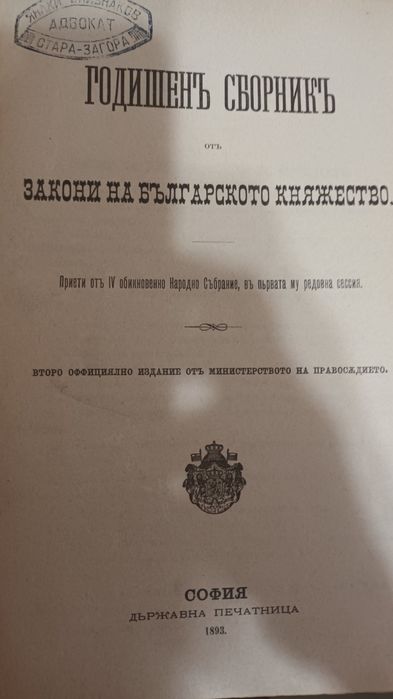 АДВОКАТ
СТАРА-ЗАГОРА
ГОДИШЕНЪ СБОРНИКЪ
отъ
ЗАКОНИ НА БЪЛГАРСКОТО КНЯЖЕСТВО.
Приети отъ IV обикновенно Народно Събрание, въ първата му редовна сессия.
ВТОРО ОФФИЦИЯЛНО ИЗДАНИЕ ОТЪ МИНИСТЕРСТВОТО НА ПРАВОСѪДИЕТО.
СОФИЯ
ДЪРЖАВНА ПЕЧАТНИЦА
1893.